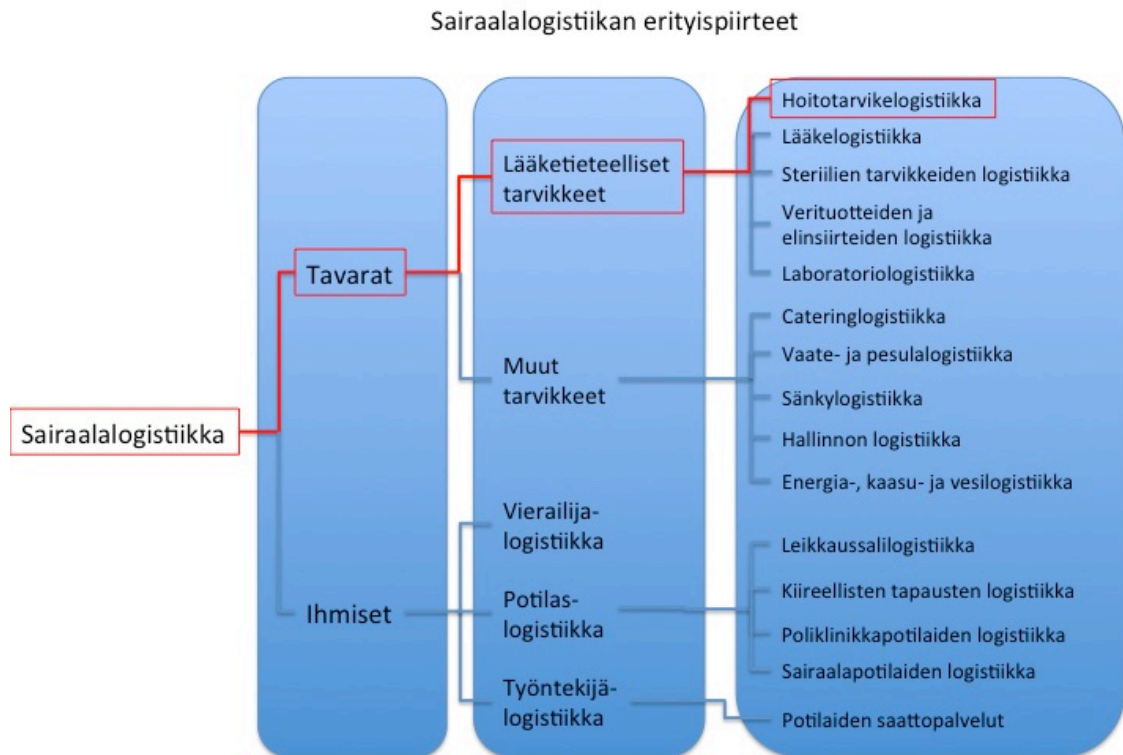 Sairaalalogistiikan erityispiirteet
Sairaalalogistiikka
Tavarat
Ihmiset
Lääketieteelliset
tarvikkeet
Muut
tarvikkeet
Vierailija-
logistiikka
Potilas-
logistiikka
Työntekijä-
logistiikka
Hoitotarvikelogistiikka
Lääkelogistiikka
Steriilien tarvikkeiden logistiikka
Verituotteiden ja
elinsiirteiden logistiikka
Laboratoriologistiikka
Cateringlogistiikka
Vaate- ja pesulalogistiikka
Sänkylogistiikka
Hallinnon logistiikka
Energia-, kaasu- ja vesilogistiikka
Leikkaussalilogistiikka
Kiireellisten tapausten logistiikka
Poliklinikkapotilaiden logistiikka
Sairaalapotilaiden logistiikka
Potilaiden saattopalvelut